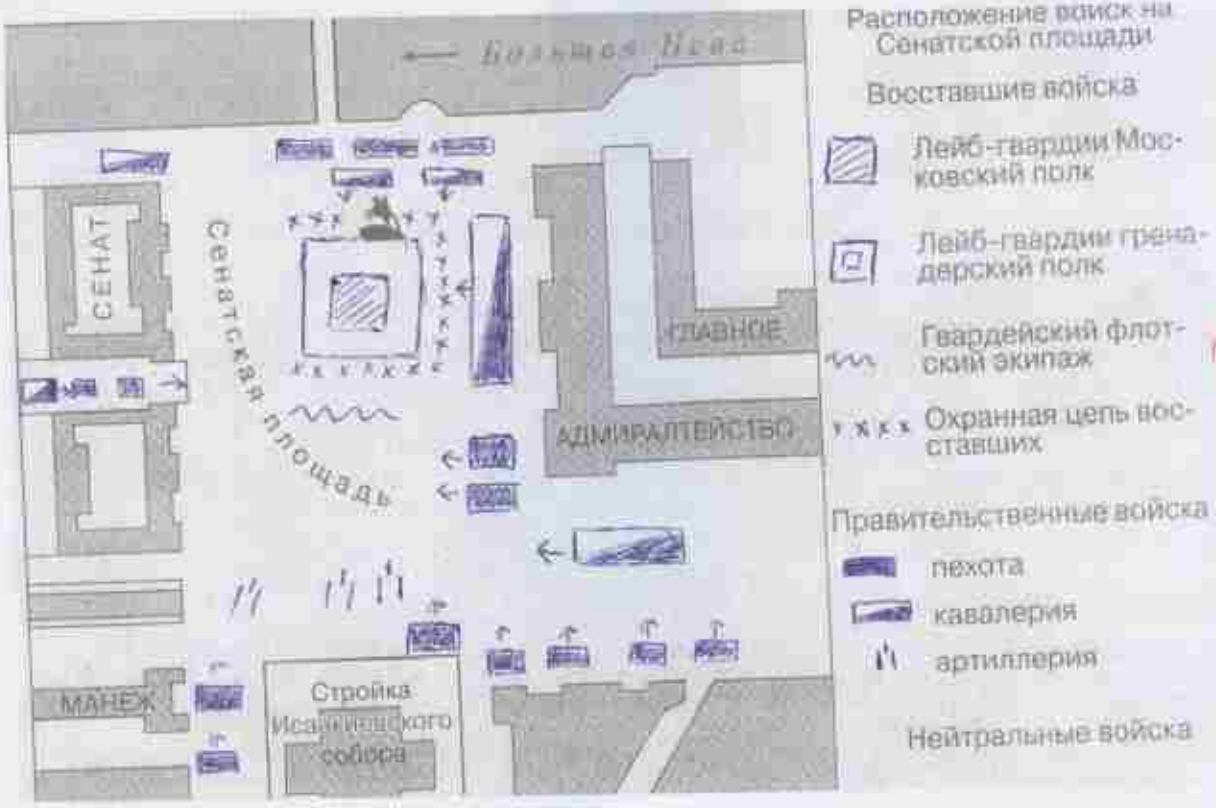 Расположение войск на
Сенатской площади
Восставшие войска
Лейб-гвардии Мос-
ковский полк
Лейб-гвардии грена-
дерский полк
Гвардейский флот-
ский экипаж
Охранная цепь вос-
ставших
Правительственные войска
пехота
кавалерия
артиллерия
Нейтральные войска
Большая Нева
СЕНАТ
Сенатская площадь
ГЛАВНОЕ
АДМИРАЛТЕЙСТВО
МАНЕЖ
Стройка
Исаакиевского
собора